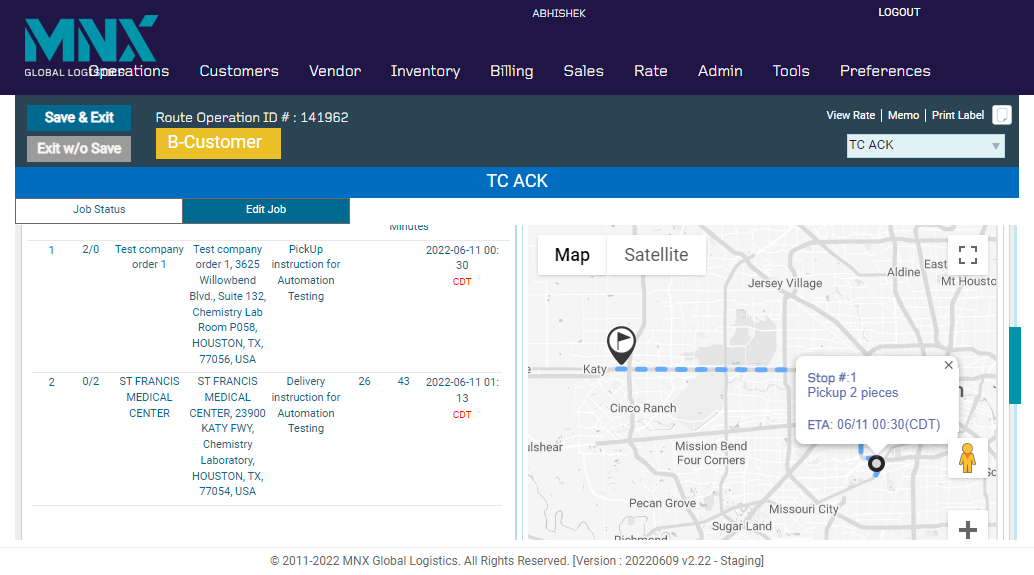 ABHISHEK
LOGOUT
MNX
GLOBAL LOGISTICS
Operations Customers Vendor Inventory Billing Sales Rate Admin Tools Preferences
Save & Exit
Exit w/o Save
Route Operation ID # : 141962
B-Customer
View Rate | Memo | Print Label
TC ACK
TC ACK
Job Status
Edit Job
Minutes
1 2/0 Test company Test company PickUp 2022-06-11 00:
order 1 order 1, 3625 instruction for 30
Willowbend Automation CDT
Blvd., Suite 132, Testing
Chemistry Lab
Room P058,
HOUSTON, TX,
77056, USA
2 0/2 ST FRANCIS ST FRANCIS Delivery 26 43 2022-06-11 01:
MEDICAL MEDICAL instruction for 13
CENTER CENTER, 23900 Automation CDT
KATY FWY, Testing
Chemistry
Laboratory,
HOUSTON, TX,
77054, USA
Map
Satellite
Jersey Village
Aldine
East
Mt Housto
Katy
Cinco Ranch
Stop #:1
Pickup 2 pieces
ETA: 06/11 00:30(CDT)
ulshear
Mission Bend
Four Corners
Pecan Grove
Missouri City
Sugar Land
Richmond
© 2011-2022 MNX Global Logistics. All Rights Reserved. [Version : 20220609 v2.22 - Staging]